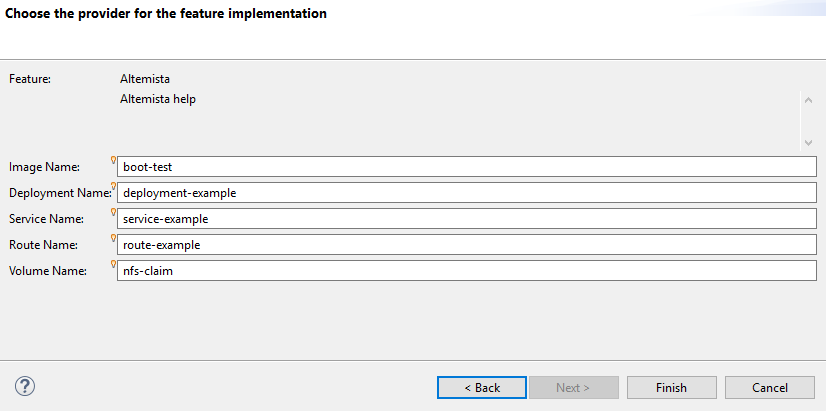 Choose the provider for the feature implementation
Feature: Altemista
Altemista help
Image Name: boot-test
Deployment Name: deployment-example
Service Name: service-example
Route Name: route-example
Volume Name: nfs-claim
? < Back Next > Finish Cancel